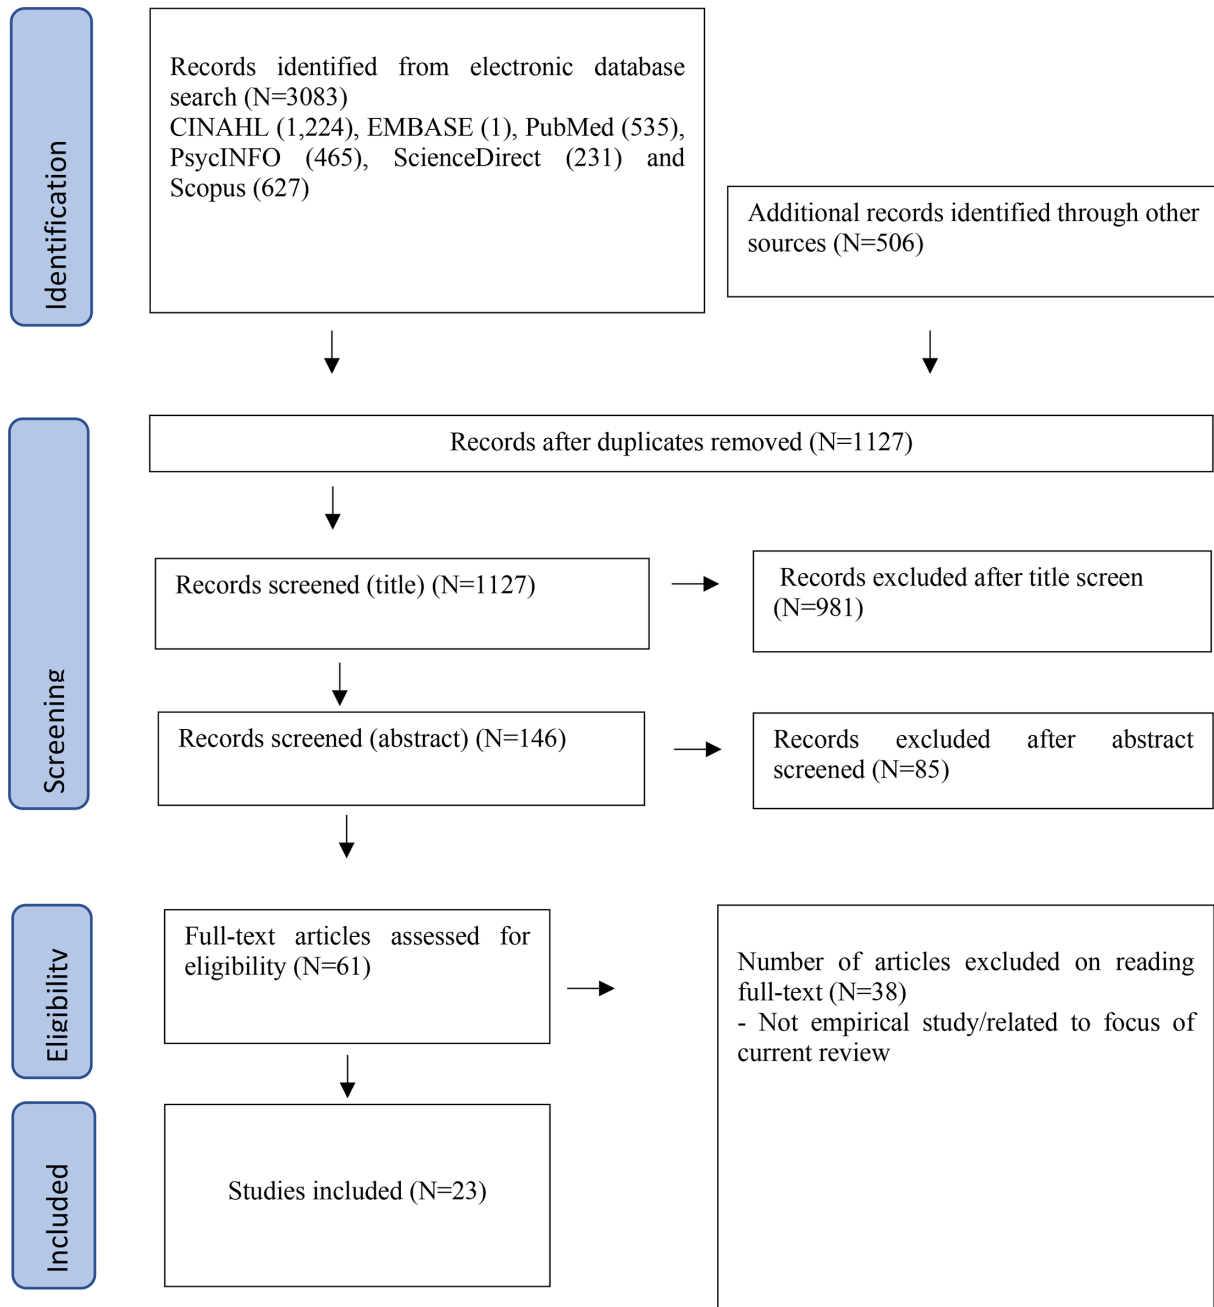 Identification
Records identified from electronic database
search (N=3083)
CINAHL (1,224), EMBASE (1), PubMed (535),
PsycINFO (465), ScienceDirect (231) and
Scopus (627)
Additional records identified through other
sources (N=506)
Screening
Records after duplicates removed (N=1127)
Records screened (title) (N=1127)
Records excluded after title screen
(N=981)
Records screened (abstract) (N=146)
Records excluded after abstract
screened (N=85)
Eligibility
Full-text articles assessed for
eligibility (N=61)
Number of articles excluded on reading
full-text (N=38)
- Not empirical study/related to focus of
current review
Included
Studies included (N=23)